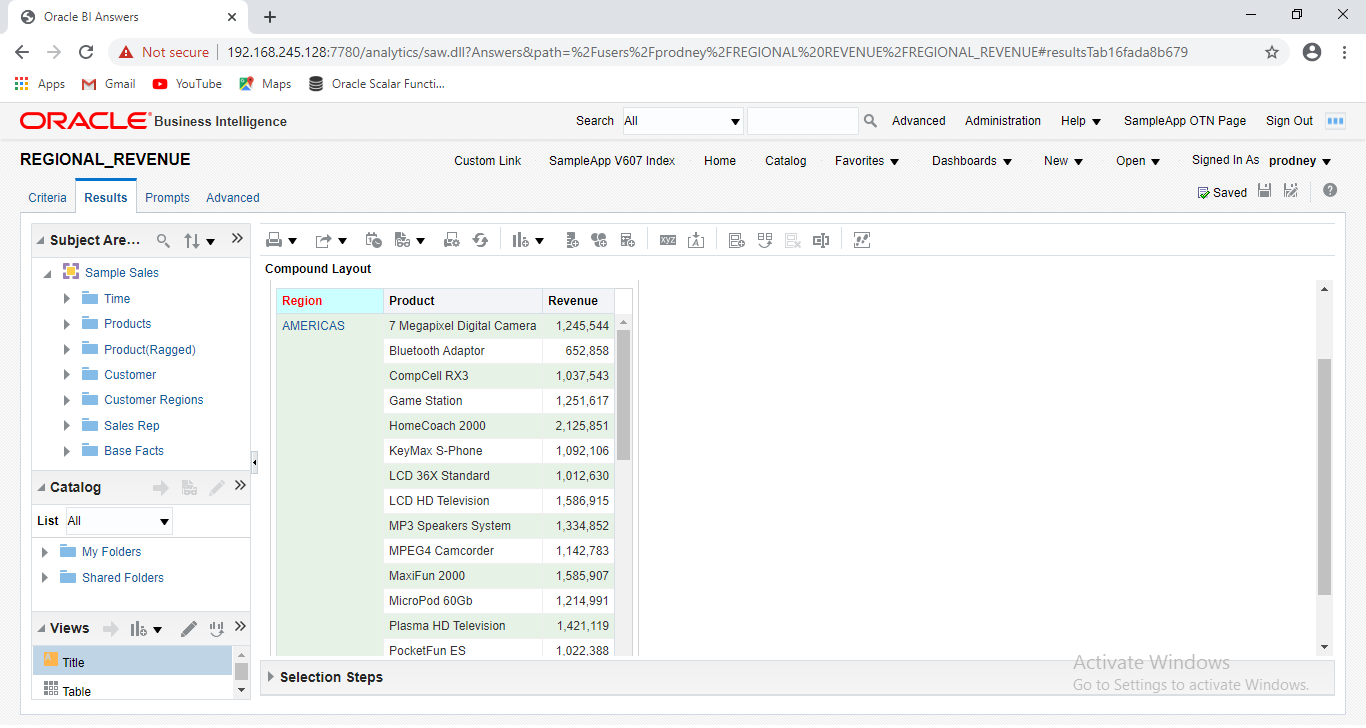 Oracle BI Answers
Not secure 192.168.245.128:7780/analytics/saw.dll?Answers&path=%2Fusers%2Fprodney%2FREGIONAL%20REVENUE%2FREGIONAL_REVENUE#resultsTab16fada8b679
Apps Gmail YouTube Maps Oracle Scalar Functi...
ORACLE Business Intelligence Search All Advanced Administration Help SampleApp OTN Page Sign Out
REGIONAL_REVENUE Custom Link SampleApp V607 Index Home Catalog Favorites Dashboards New Open Signed In As prodney
Criteria Results Prompts Advanced Saved
Subject Are...
Sample Sales
Time
Products
Product(Ragged)
Customer
Customer Regions
Sales Rep
Base Facts
Catalog
List All
My Folders
Shared Folders
Views
Title
Table
xyz
Compound Layout
Region Product Revenue
AMERICAS 7 Megapixel Digital Camera 1,245,544
Bluetooth Adaptor 652,858
CompCell RX3 1,037,543
Game Station 1,251,617
HomeCoach 2000 2,125,851
KeyMax S-Phone 1,092,106
LCD 36X Standard 1,012,630
LCD HD Television 1,586,915
MP3 Speakers System 1,334,852
MPEG4 Camcorder 1,142,783
MaxiFun 2000 1,585,907
MicroPod 60Gb 1,214,991
Plasma HD Television 1,421,119
PocketFun ES 1,022,388
Selection Steps
Activate Windows
Go to Settings to activate Windows.